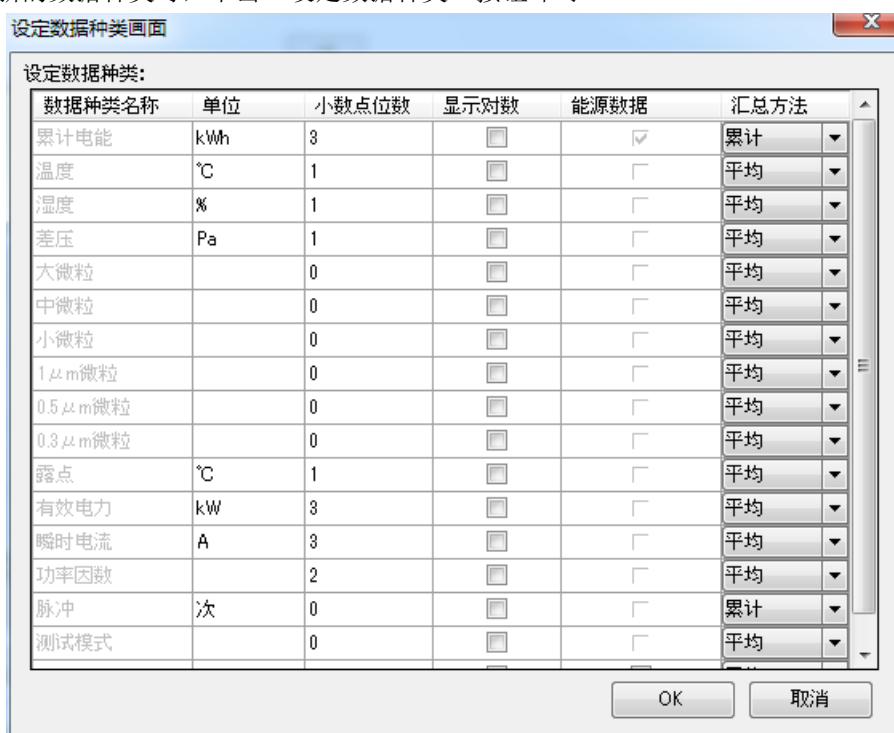 设定数据种类画面
设定数据种类:
数据种类名称 单位 小数点位数 显示对数 能源数据 汇总方法
累计电能 kWh 3 累计
温度 ℃ 1 平均
湿度 % 1 平均
差压 Pa 1 平均
大微粒 0 平均
中微粒 0 平均
小微粒 0 平均
1μm微粒 0 平均
0.5μm微粒 0 平均
0.3μm微粒 0 平均
露点 ℃ 1 平均
有效电力 kW 3 平均
瞬时电流 A 3 平均
功率因数 2 平均
脉冲 次 0 累计
测试模式 0 平均
OK 取消